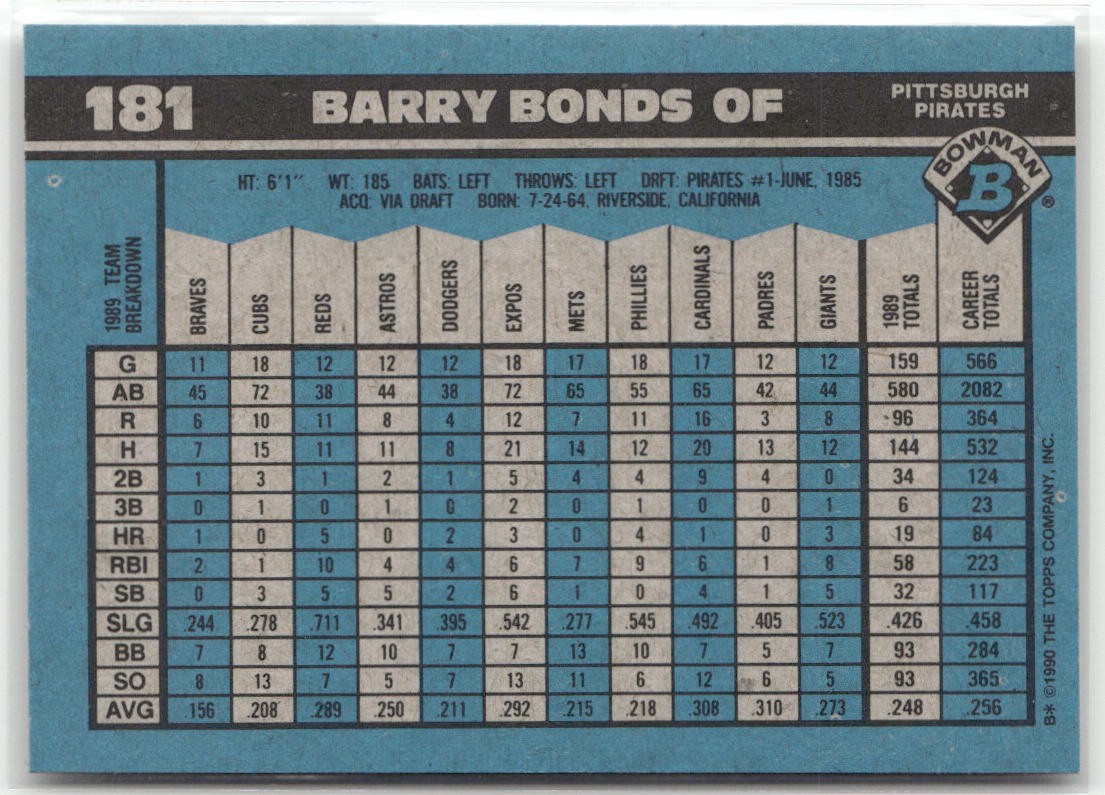 181 BARRY BONDS OF PITTSBURGH PIRATES
BOWMAN B ®
HT: 6'1" WT: 185 BATS: LEFT THROWS: LEFT DRFT: PIRATES #1-JUNE, 1985
ACQ: VIA DRAFT BORN: 7-24-64, RIVERSIDE, CALIFORNIA
1989 TEAM BREAKDOWN BRAVES CUBS REDS ASTROS DODGERS EXPOS METS PHILLIES CARDINALS PADRES GIANTS 1989 TOTALS CAREER TOTALS
G 11 18 12 12 12 18 17 18 17 12 12 159 566
AB 45 72 38 44 38 72 65 55 65 42 44 580 2082
R 6 10 11 8 4 12 7 11 16 3 8 96 364
H 7 15 11 11 8 21 14 12 20 13 12 144 532
2B 1 3 1 2 1 5 4 4 9 4 0 34 124
3B 0 1 0 1 0 2 0 1 0 0 1 6 23
HR 1 0 5 0 2 3 0 4 1 0 3 19 84
RBI 2 1 10 4 4 6 7 9 6 1 8 58 223
SB 0 3 5 5 2 6 1 0 4 1 5 32 117
SLG .244 .278 .711 .341 .395 .542 .277 .545 .492 .405 .523 .426 .458
BB 7 8 12 10 7 7 13 10 7 5 7 93 284
SO 8 13 7 5 7 13 11 6 12 6 5 93 365
AVG .156 .208 .289 .250 .211 .292 .215 .218 .308 .310 .273 .248 .256
B* ©1990 THE TOPPS COMPANY, INC.